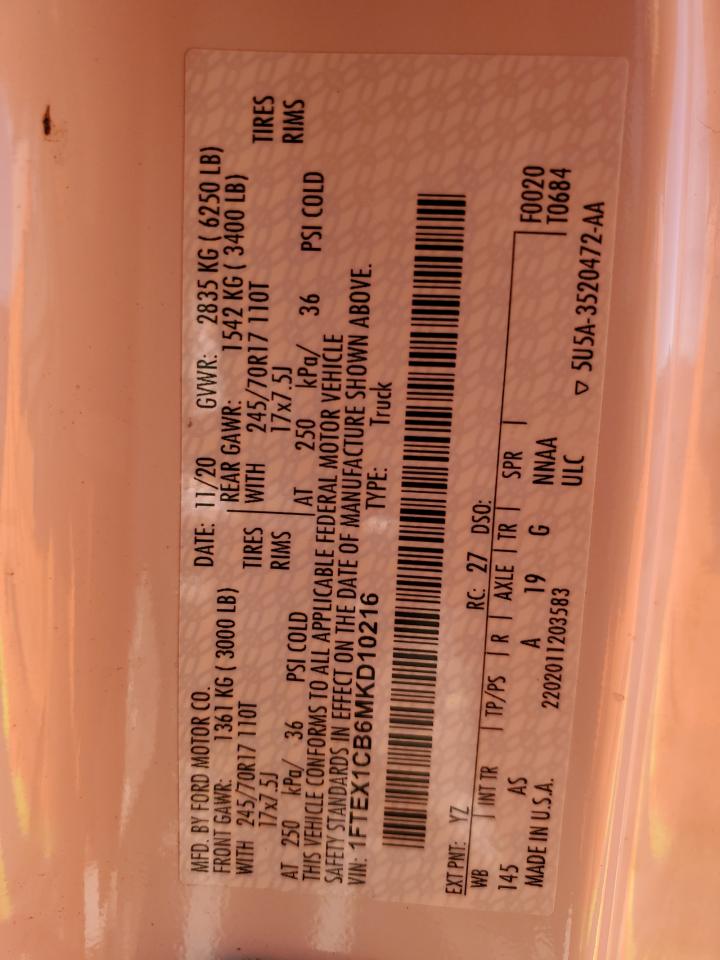 MFD. BY FORD MOTOR CO. DATE: 11/20 GVWR: 2835 KG ( 6250 LB)
FRONT GAWR: 1361 KG ( 3000 LB) REAR GAWR: 1542 KG ( 3400 LB)
WITH 245/70R17 110T TIRES WITH 245/70R17 110T TIRES
17x7.5J RIMS 17x7.5J RIMS
AT 250 kPa/ 36 PSI COLD AT 250 kPa/ 36 PSI COLD
THIS VEHICLE CONFORMS TO ALL APPLICABLE FEDERAL MOTOR VEHICLE
SAFETY STANDARDS IN EFFECT ON THE DATE OF MANUFACTURE SHOWN ABOVE.
VIN: 1FTEX1CB6MKD10216 TYPE: Truck
EXT PNT: YZ RC: 27 DSO:
WB INT TR TP/PS R AXLE TR SPR F0020
145 AS A 19 G NNAA T0684
MADE IN U.S.A. 2202011203583 ULC ▽ 5U5A-3520472-AA